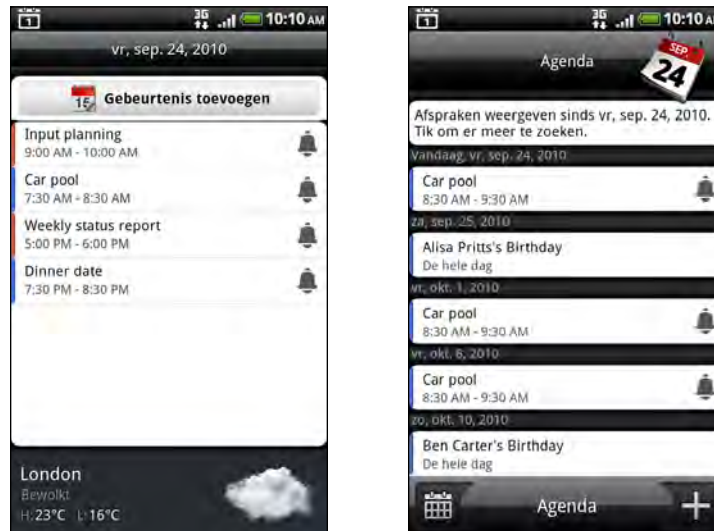 1
3G
10:10 AM
vr, sep. 24, 2010
15
Gebeurtenis toevoegen
Input planning
9:00 AM - 10:00 AM
Car pool
7:30 AM - 8:30 AM
Weekly status report
5:00 PM - 6:00 PM
Dinner date
7:30 PM - 8:30 PM
London
Bewolkt
H:23°C L:16°C
1
3G
10:10 A
Agenda
SEP.
24
Afspraken weergeven sinds vr, sep. 24, 2010.
Tik om er meer te zoeken.
Vandaag, vr, sep. 24, 2010
Car pool
8:30 AM - 9:30 AM
za, sep. 25, 2010
Alisa Pritts's Birthday
De hele dag
vr, okt. 1, 2010
Car pool
8:30 AM - 9:30 AM
vr, okt. 8, 2010
Car pool
8:30 AM - 9:30 AM
zo, okt. 10, 2010
Ben Carter's Birthday
De hele dag
Agenda